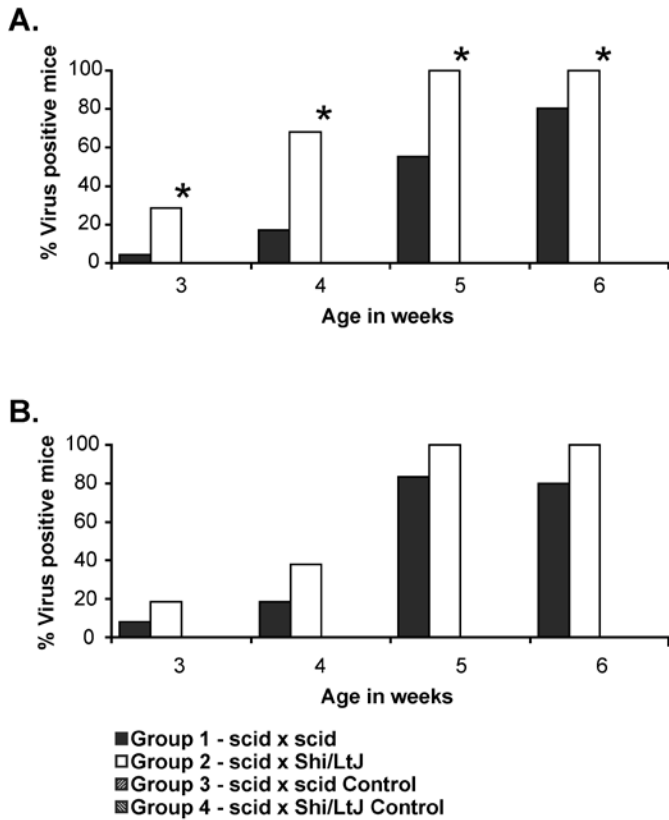 A.
% Virus positive mice
100
80
60
40
20
0
* * * *
3 4 5 6
Age in weeks
B.
% Virus positive mice
100
80
60
40
20
0
3 4 5 6
Age in weeks
Group 1 - scid x scid
Group 2 - scid x Shi/LtJ
Group 3 - scid x scid Control
Group 4 - scid x Shi/LtJ Control